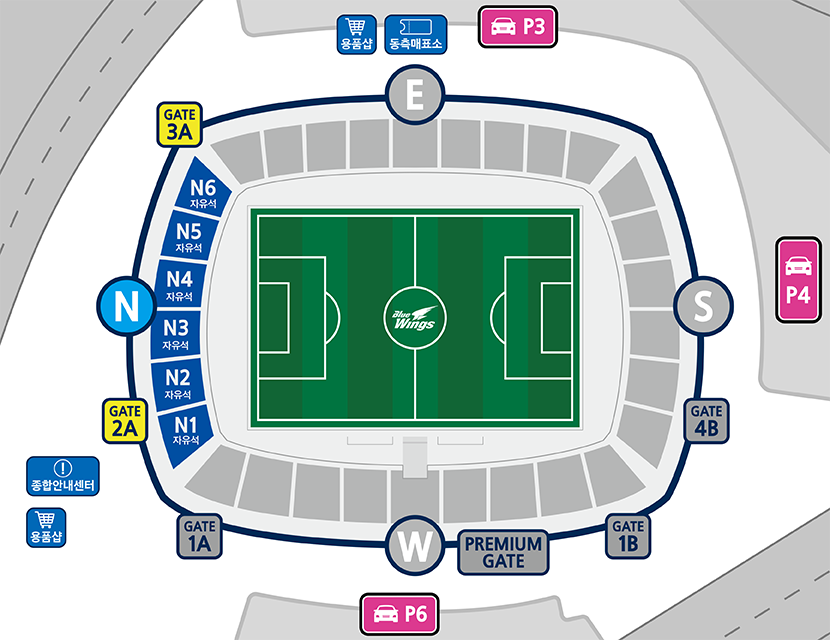 용품샵
동측매표소
P3
E
GATE
3A
N6
자유석
N5
자유석
N4
자유석
N
N3
자유석
N2
자유석
N1
자유석
Blue
Wings
S
P4
GATE
2A
GATE
4B
종합안내센터
용품샵
GATE
1A
W
PREMIUM
GATE
GATE
1B
P6